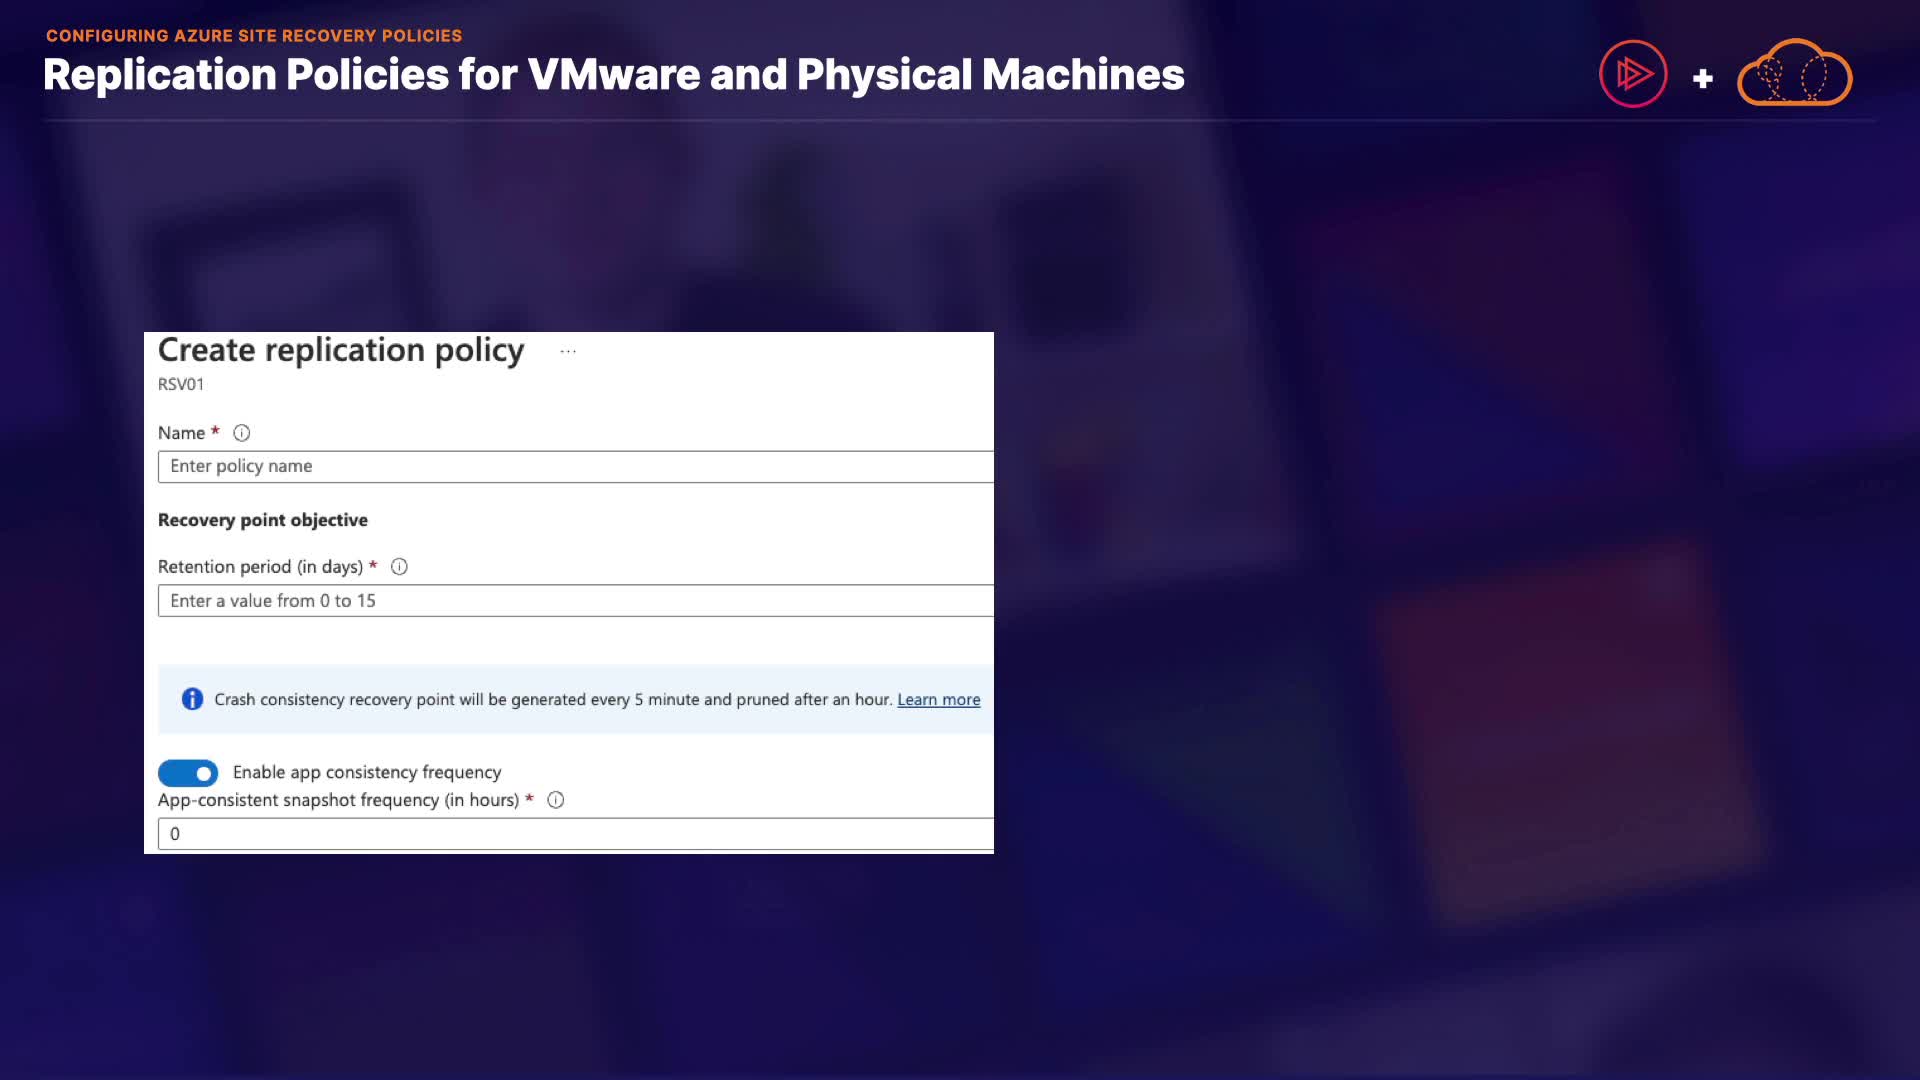 CONFIGURING AZURE SITE RECOVERY POLICIES
Replication Policies for VMware and Physical Machines
+
Create replication policy ...
RSV01
Name *
Enter policy name
Recovery point objective
Retention period (in days) *
Enter a value from 0 to 15
Crash consistency recovery point will be generated every 5 minute and pruned after an hour. Learn more
Enable app consistency frequency
App-consistent snapshot frequency (in hours) *
0